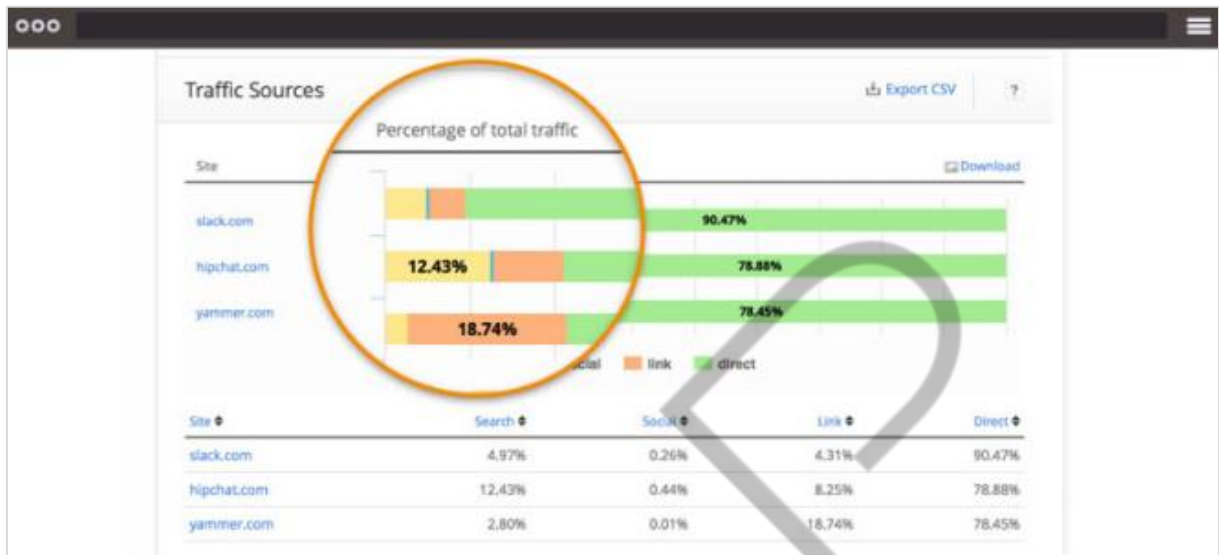 Traffic Sources
Export CSV ?
Percentage of total traffic
Site
Download
slack.com 90.47%
hipchat.com 12.43% 78.88%
yammer.com 18.74% 78.45%
link direct
Site Search Social Link Direct
slack.com 4.97% 0.26% 4.31% 90.47%
hipchat.com 12.43% 0.44% 8.25% 78.88%
yammer.com 2.80% 0.01% 18.74% 78.45%